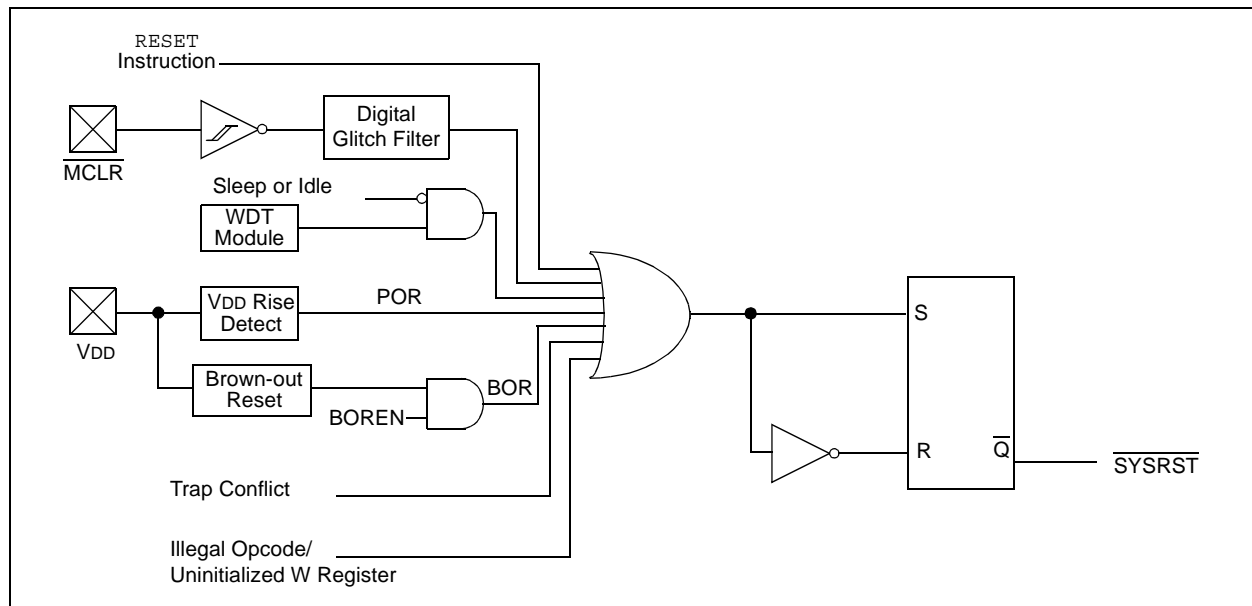 RESET
Instruction
Digital
Glitch Filter
MCLR
Sleep or Idle
WDT
Module
VDD Rise
Detect
POR
VDD
Brown-out
Reset
BOR
BOREN
S
R
Q
SYSRST
Trap Conflict
Illegal Opcode/
Uninitialized W Register